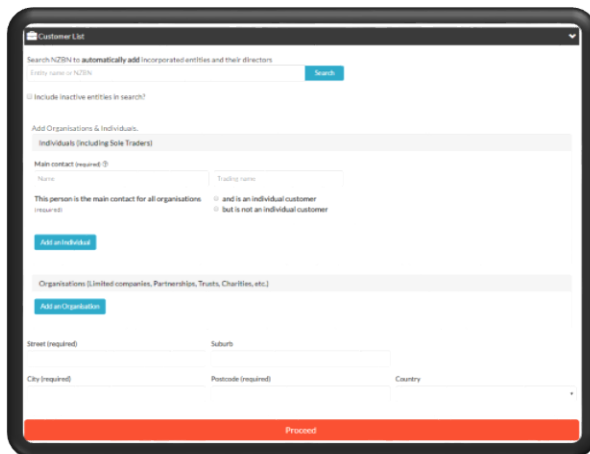 Customer List
Search NZBN to automatically add incorporated entities and their directors
Entity name or NZBN
Search
Include inactive entities in search?
Add Organisations & Individuals.
Individuals (including Sole Traders)
Main contact (required)
Name Trading name
This person is the main contact for all organisations and is an individual customer
(required) but is not an individual customer
Add an Individual
Organisations (Limited companies, Partnerships, Trusts, Charities, etc.)
Add an Organisation
Street (required) Suburb
City (required) Postcode (required) Country
Proceed